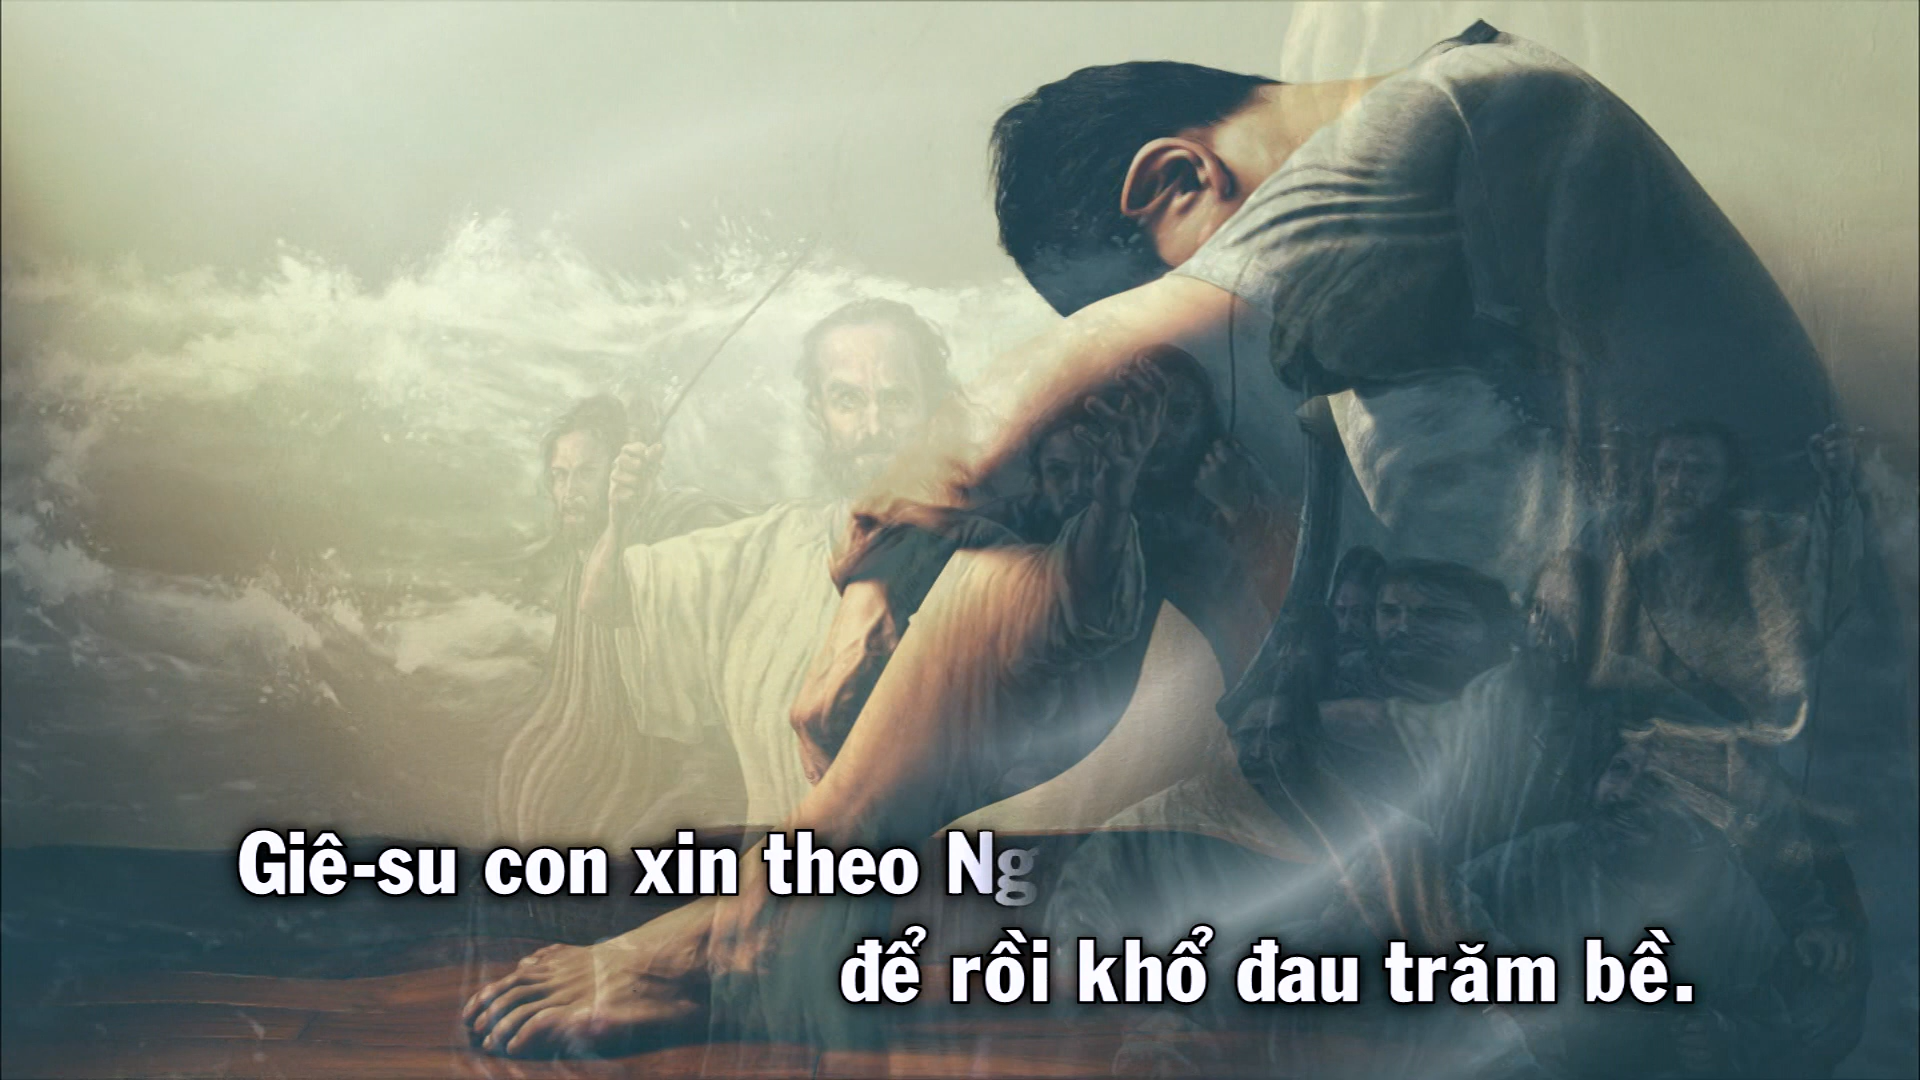 Giê-su con xin theo Ng
để rồi khổ đau trăm bề.